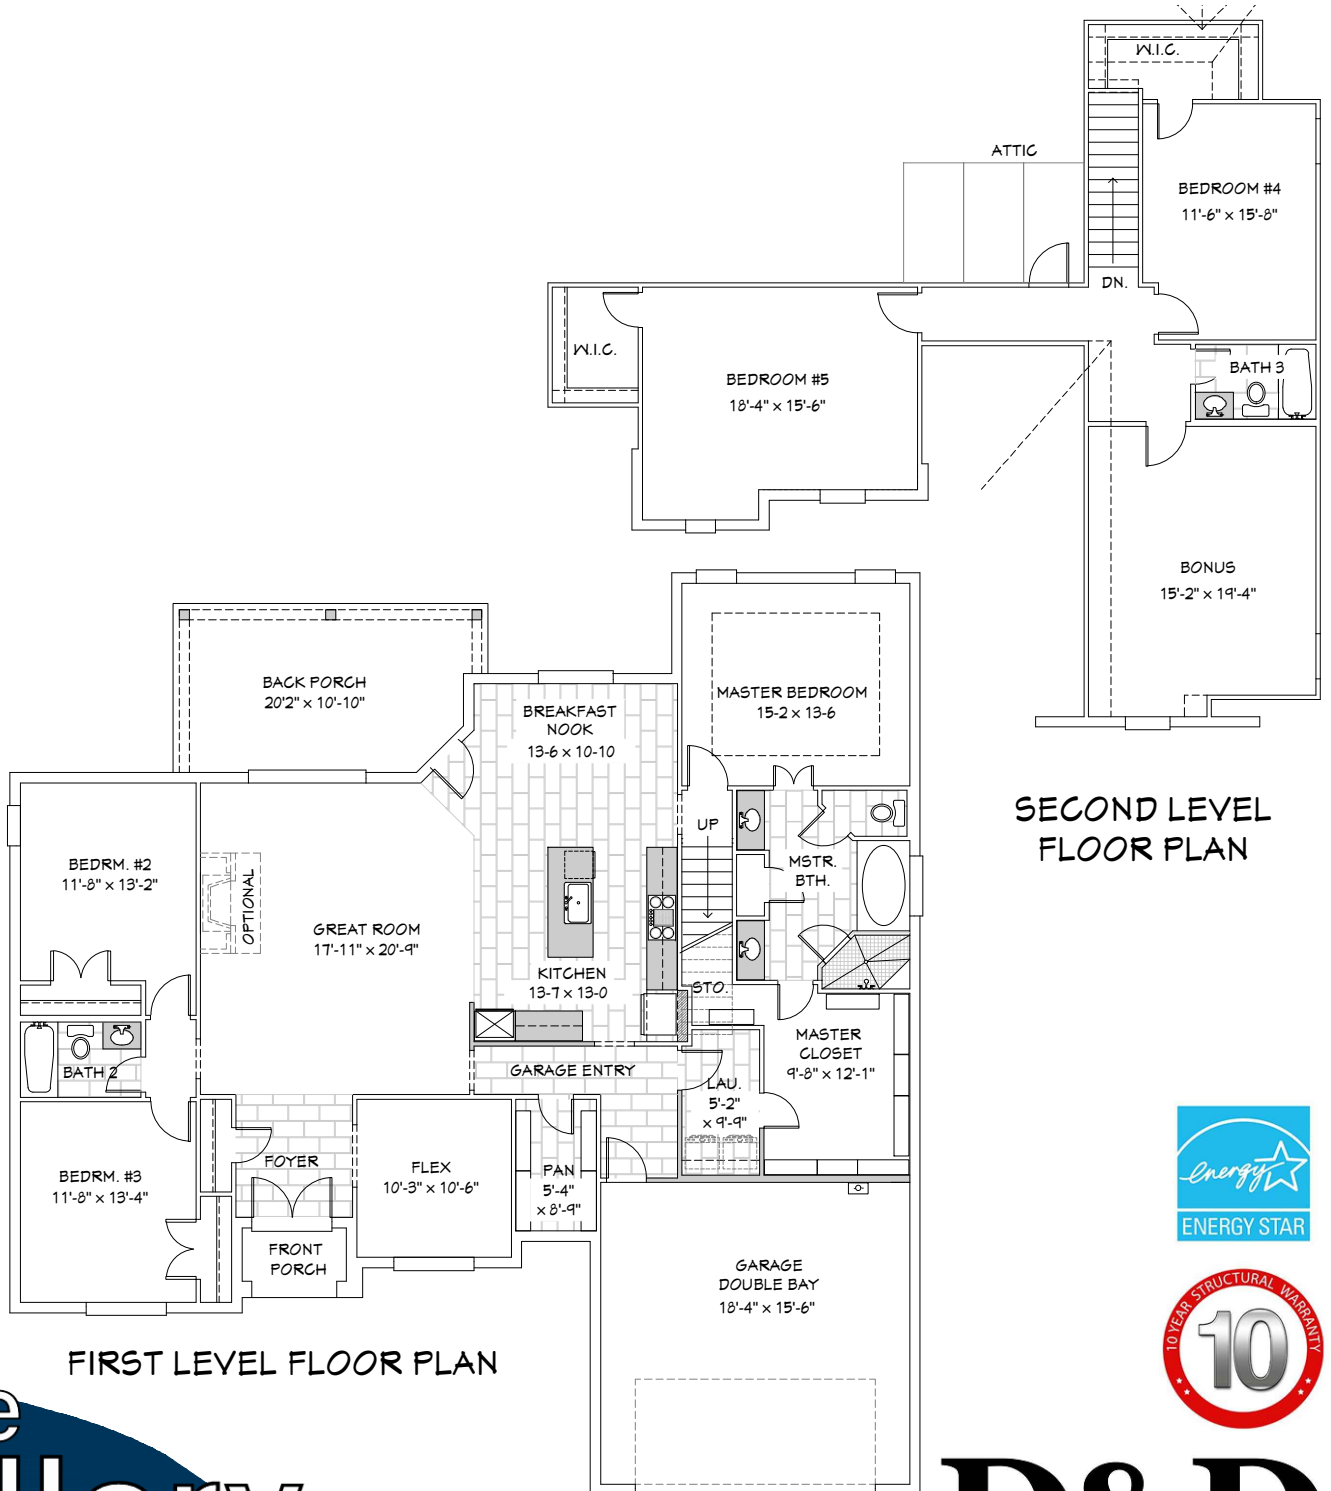 W.I.C.
ATTIC
BEDROOM #4
11'-6" x 15'-8"
DN.
W.I.C.
BEDROOM #5
18'-4" x 15'-6"
BATH 3
BONUS
15'-2" x 19'-4"
SECOND LEVEL
FLOOR PLAN
BACK PORCH
20'2" x 10'-10"
BREAKFAST
NOOK
13-6 x 10-10
MASTER BEDROOM
15-2 x 13-6
UP
MSTR.
BTH.
BEDRM. #2
11'-8" x 13'-2"
OPTIONAL
GREAT ROOM
17'-11" x 20'-9"
KITCHEN
13-7 x 13-0
STO.
MASTER
CLOSET
9'-8" x 12'-1"
BATH 2
GARAGE ENTRY
LAU.
5'-2"
x 9'-9"
BEDRM. #3
11'-8" x 13'-4"
FOYER
FLEX
10'-3" x 10'-6"
PAN
5'-4"
x 8'-9"
FRONT
PORCH
GARAGE
DOUBLE BAY
18'-4" x 15'-6"
FIRST LEVEL FLOOR PLAN
energy
ENERGY STAR
10 YEAR STRUCTURAL WARRANTY
10
D&D